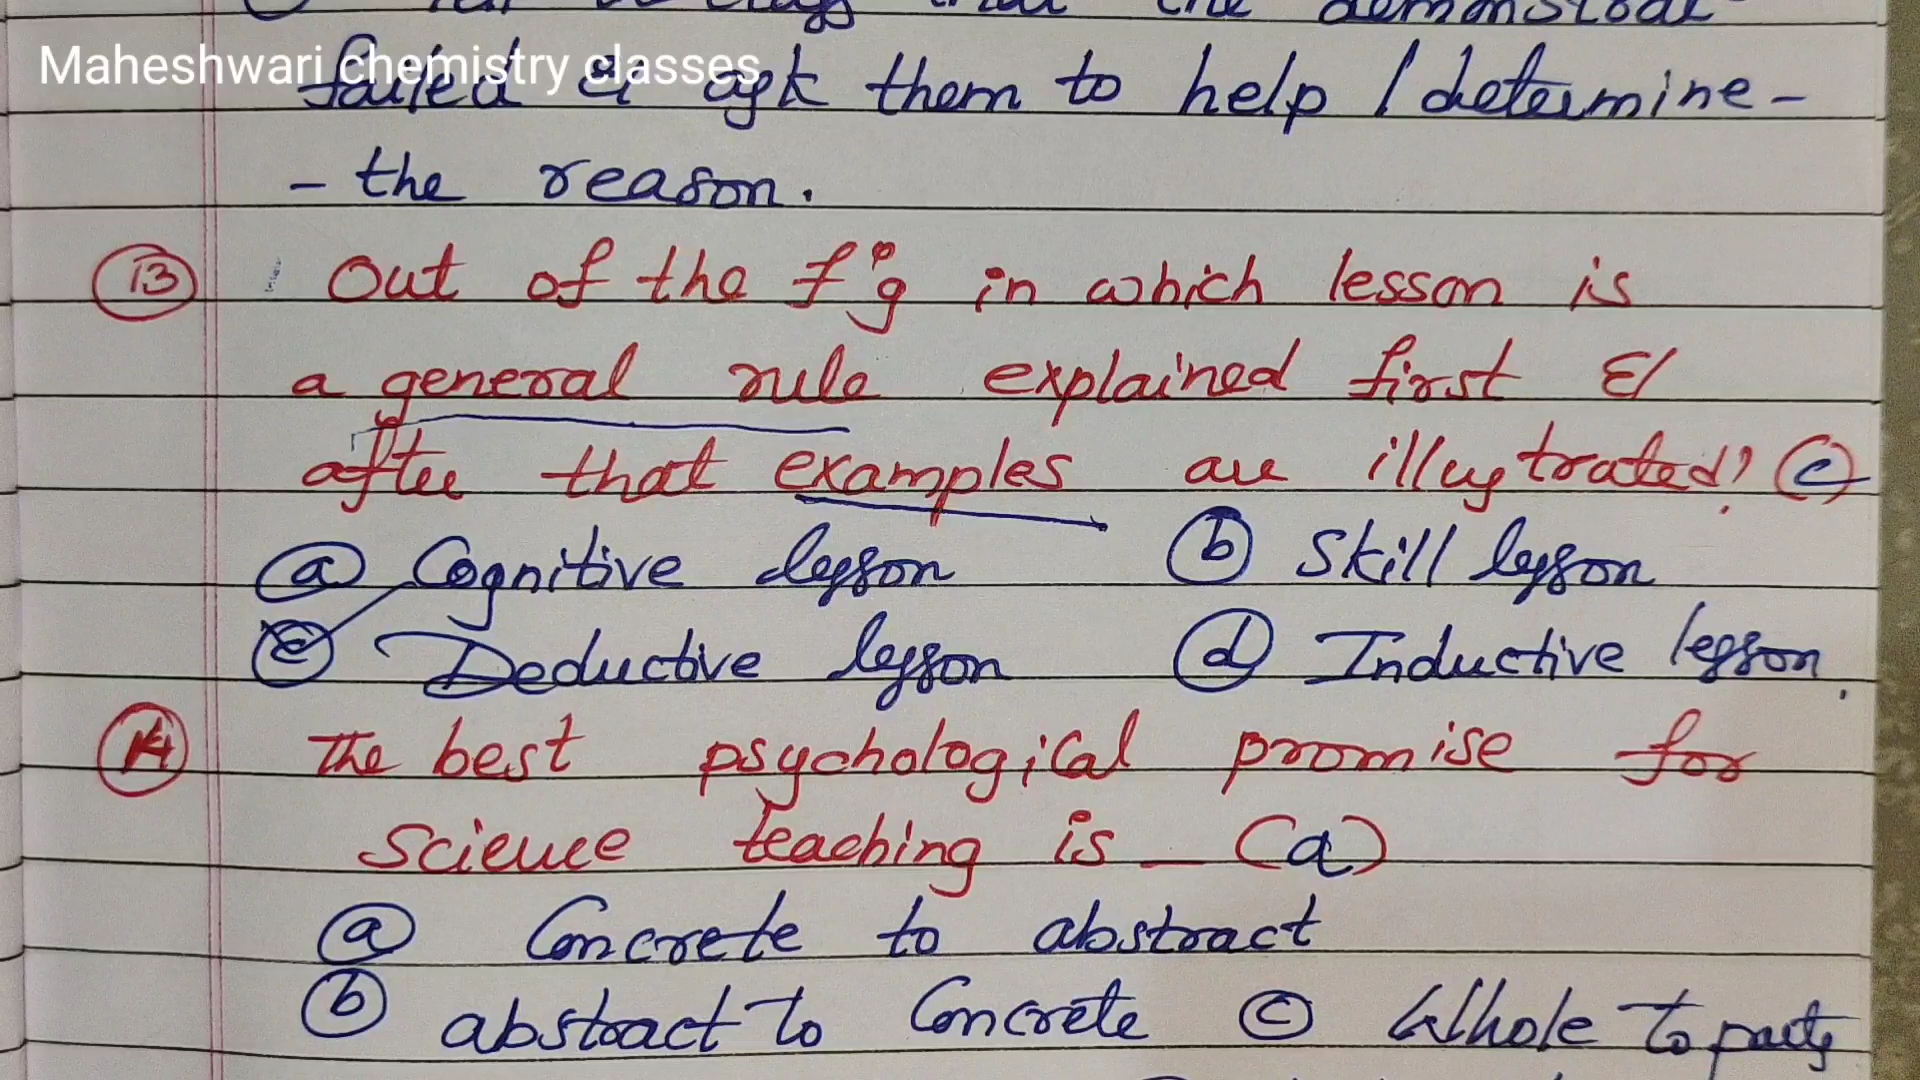 that the
Maheshwari chemistry classes
failed & ask them to help / determine -
- the reason.
13 Out of the f°g in which lesson is
a general rule explained first &
after that examples are illustrated? (c)
a Cognitive lesson b Skill lesson
c Deductive lesson d Inductive lesson.
14 The best psychological promise for
science teaching is _ (a)
a Concrete to abstract
b abstract to Concrete c Whole to parts